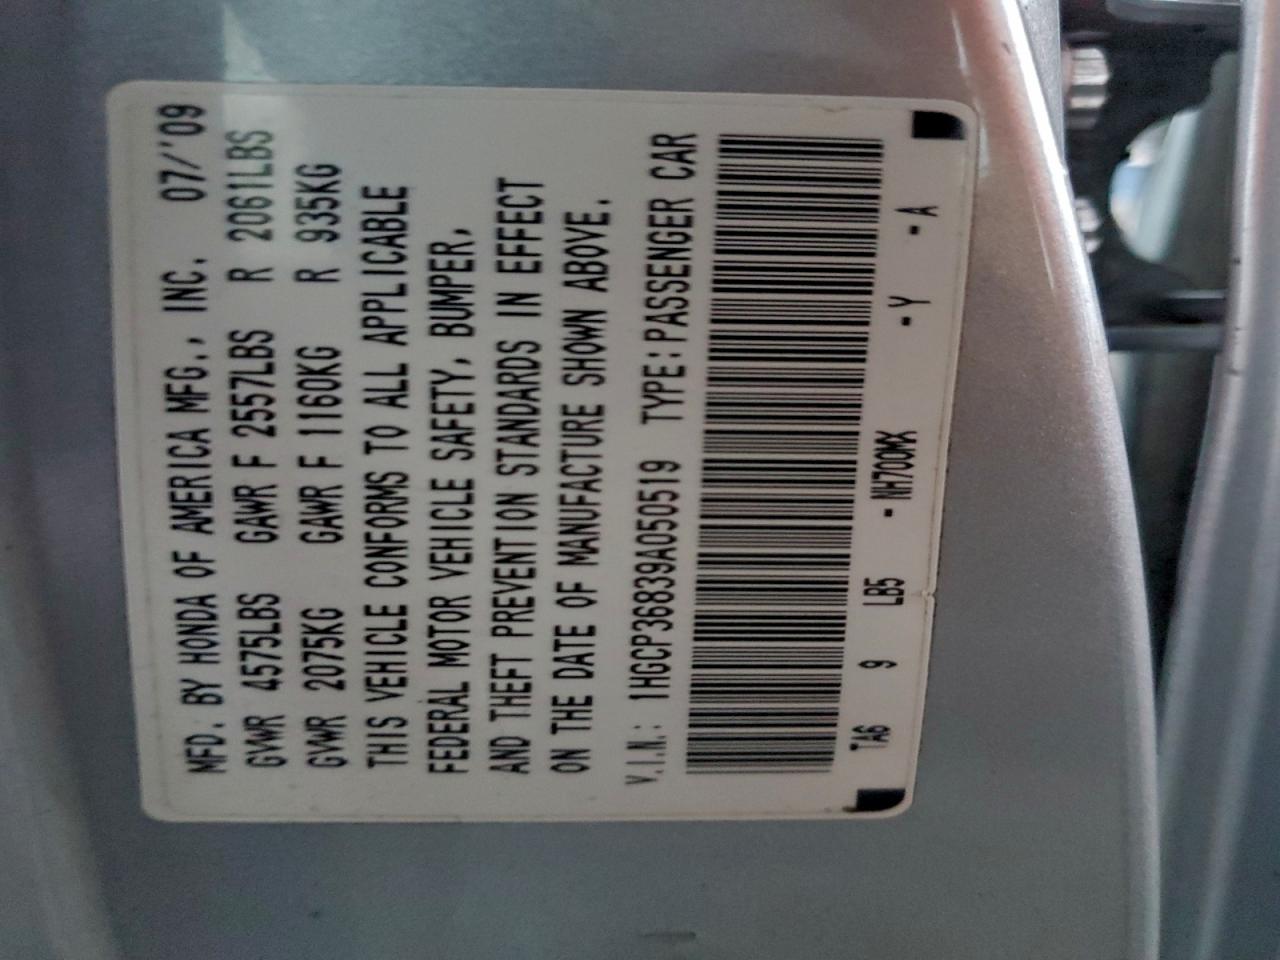 MFD. BY HONDA OF AMERICA MFG., INC. 07/'09
GVWR 4575LBS GAWR F 2557LBS R 2061LBS
GVWR 2075KG GAWR F 1160KG R 935KG
THIS VEHICLE CONFORMS TO ALL APPLICABLE
FEDERAL MOTOR VEHICLE SAFETY, BUMPER,
AND THEFT PREVENTION STANDARDS IN EFFECT
ON THE DATE OF MANUFACTURE SHOWN ABOVE.
V.I.N.: 1HGCP36839A050519 TYPE:PASSENGER CAR
TA6 9 LB5 - NH700MX -Y -A